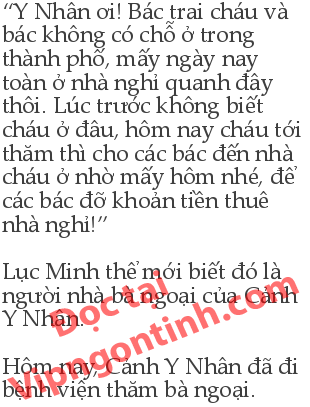 “Y Nhân ơi! Bác trai cháu và
bác không có chỗ ở trong
thành phố, mấy ngày nay
toàn ở nhà nghỉ quanh đây
thôi. Lúc trước không biết
cháu ở đâu, hôm nay cháu tới
thăm thì cho các bác đến nhà
cháu ở nhờ mấy hôm nhé, để
các bác đỡ khoản tiền thuê
nhà nghỉ!”
Lục Minh thế mới biết đó là
người nhà bà ngoại của Cảnh
Y Nhân.
Hôm nay, Cảnh Y Nhân đã đi
bệnh viện thăm bà ngoại.
Đọc tại
Vipngontinh.com